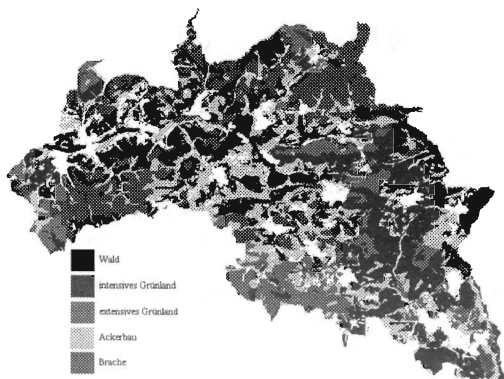 Wald
intensives Grünland
extensives Grünland
Ackerbau
Brache